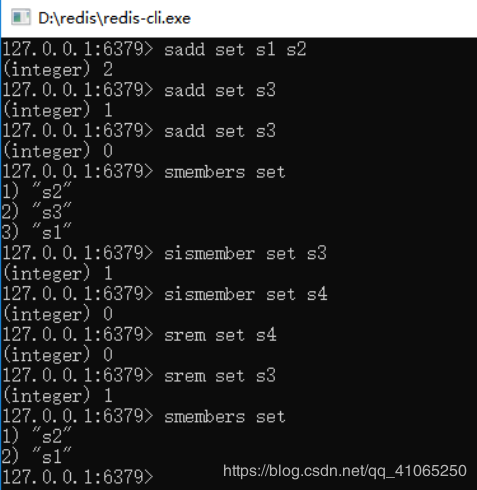 D:\redis\redis-cli.exe
127.0.0.1:6379> sadd set s1 s2
(integer) 2
127.0.0.1:6379> sadd set s3
(integer) 1
127.0.0.1:6379> sadd set s3
(integer) 0
127.0.0.1:6379> smembers set
1) "s2"
2) "s3"
3) "s1"
127.0.0.1:6379> sismember set s3
(integer) 1
127.0.0.1:6379> sismember set s4
(integer) 0
127.0.0.1:6379> srem set s4
(integer) 0
127.0.0.1:6379> srem set s3
(integer) 1
127.0.0.1:6379> smembers set
1) "s2"
2) "s1"
127.0.0.1:6379>
https://blog.csdn.net/qq_41065250